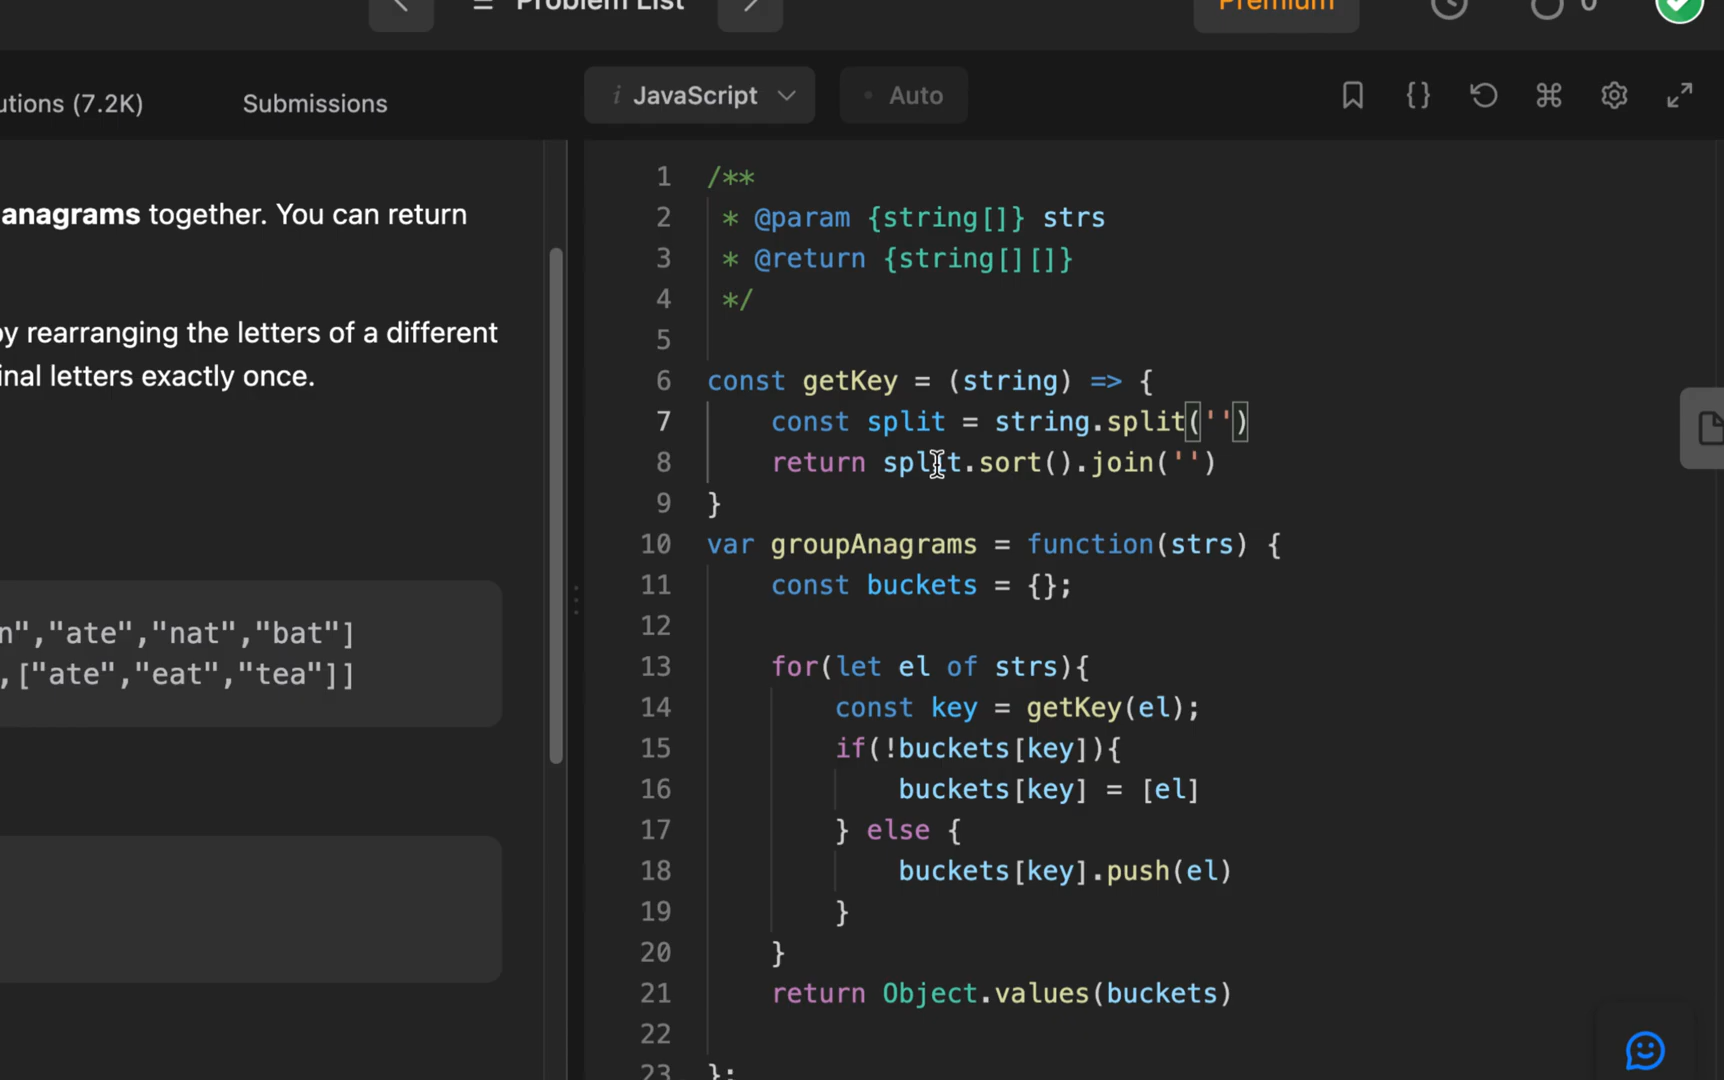 Problem List
Premium
0
utions (7.2K)
Submissions
i JavaScript
Auto
anagrams together. You can return
by rearranging the letters of a different
inal letters exactly once.
n","ate","nat","bat"]
,["ate","eat","tea"]]
1 /**
2 * @param {string[]} strs
3 * @return {string[][]}
4 */
5
6 const getKey = (string) => {
7 const split = string.split('')
8 return split.sort().join('')
9 }
10 var groupAnagrams = function(strs) {
11 const buckets = {};
12
13 for(let el of strs){
14 const key = getKey(el);
15 if(!buckets[key]){
16 buckets[key] = [el]
17 } else {
18 buckets[key].push(el)
19 }
20 }
21 return Object.values(buckets)
22
23 };